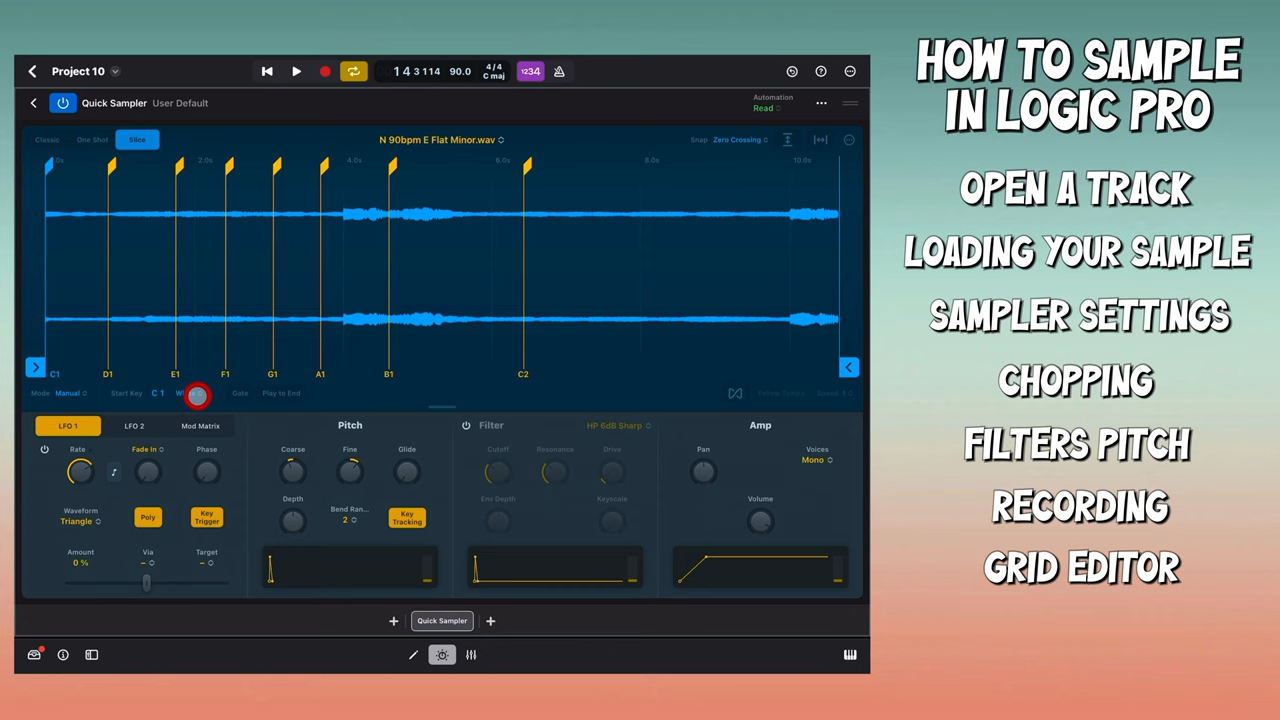 Project 10
14 3 114 90.0 4/4 C maj
1234
Quick Sampler User Default
Automation
Read
Classic One Shot Slice
N 90bpm E Flat Minor.wav
Snap Zero Crossing
0s 2.0s 4.0s 6.0s 8.0s 10.0s
C1 D1 E1 F1 G1 A1 B1 C2
Mode Manual Start Key C 1 Gate Play to End Follow Tempo Speed 1
LFO 1 LFO 2 Mod Matrix
Rate Fade In Phase
Waveform
Triangle
Poly
Key
Trigger
Amount
0 %
Via
–
Target
–
Pitch
Coarse Fine Glide
Depth
Bend Ran...
2
Key
Tracking
Filter HP 6dB Sharp
Cutoff Resonance Drive
Env Depth Keyscale
Amp
Pan
Voices
Mono
Volume
+ Quick Sampler +
HOW TO SAMPLE
IN LOGIC PRO
OPEN A TRACK
LOADING YOUR SAMPLE
SAMPLER SETTINGS
CHOPPING
FILTERS PITCH
RECORDING
GRID EDITOR